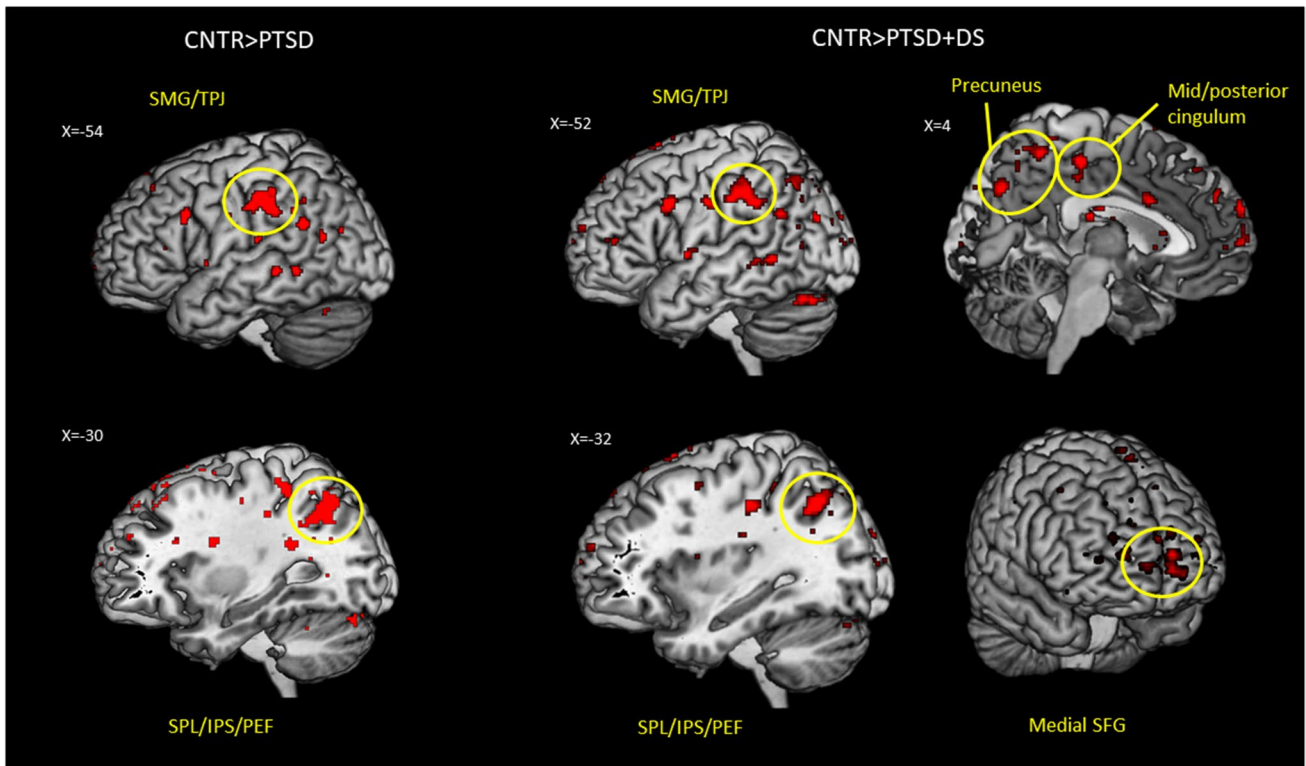 CNTR>PTSD
CNTR>PTSD+DS
SMG/TPJ
X=-54
SMG/TPJ
X=-52
Precuneus
Mid/posterior
cingulum
X=4
X=-30
X=-32
SPL/IPS/PEF
SPL/IPS/PEF
Medial SFG